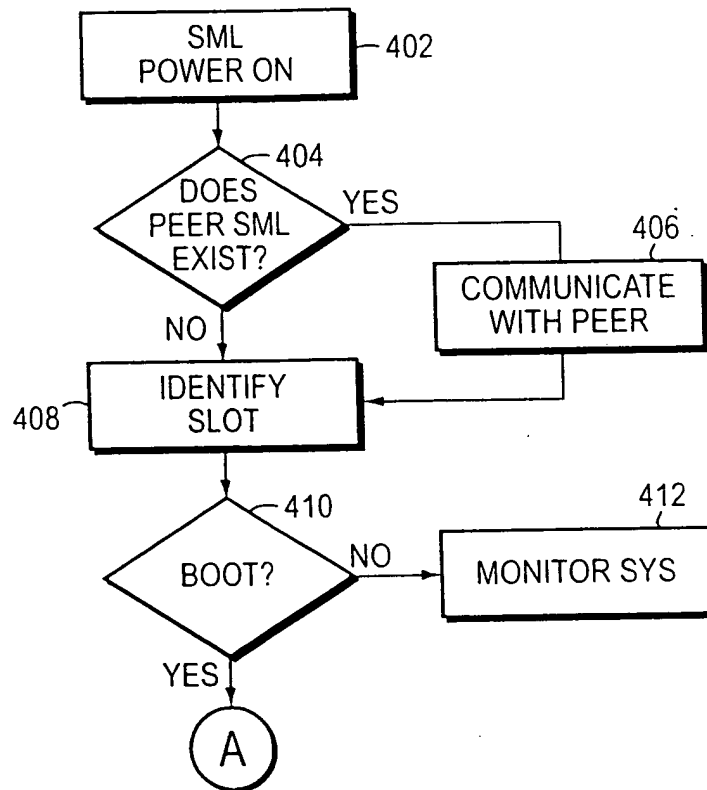 SML
POWER ON
402
404
DOES
PEER SML
EXIST?
YES
406
COMMUNICATE
WITH PEER
NO
IDENTIFY
SLOT
408
410
BOOT?
NO
412
MONITOR SYS
YES
A